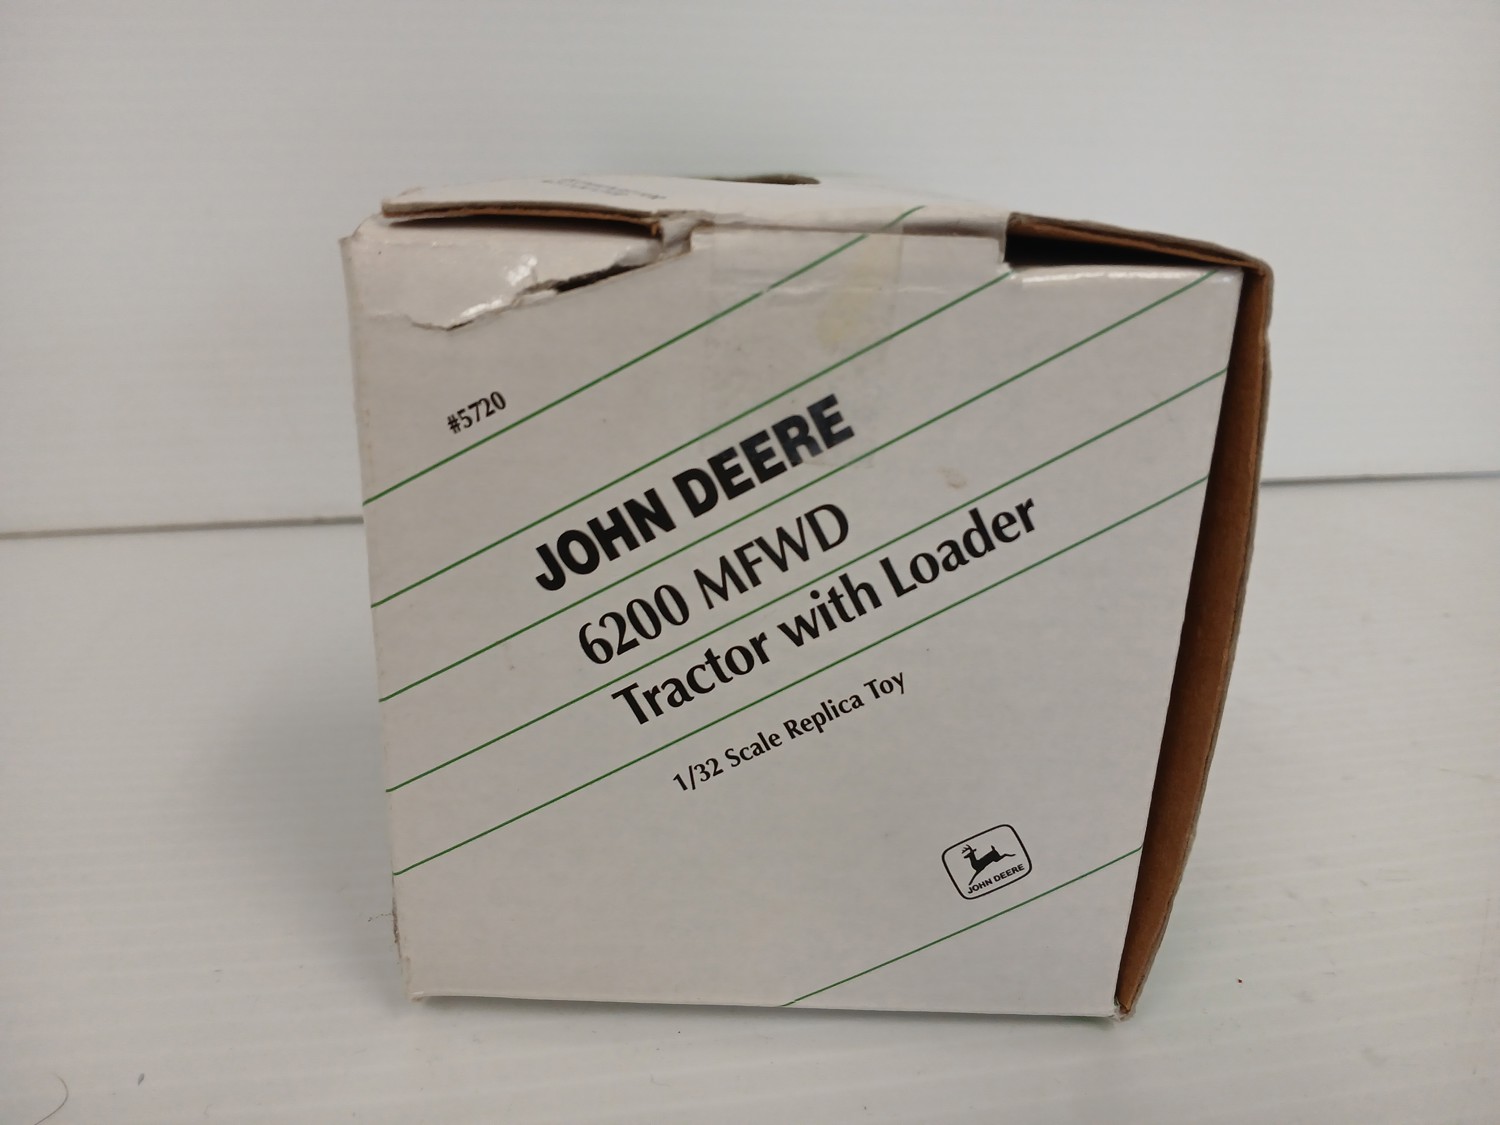 #5720
JOHN DEERE
6200 MFWD
Tractor with Loader
1/32 Scale Replica Toy
JOHN DEERE